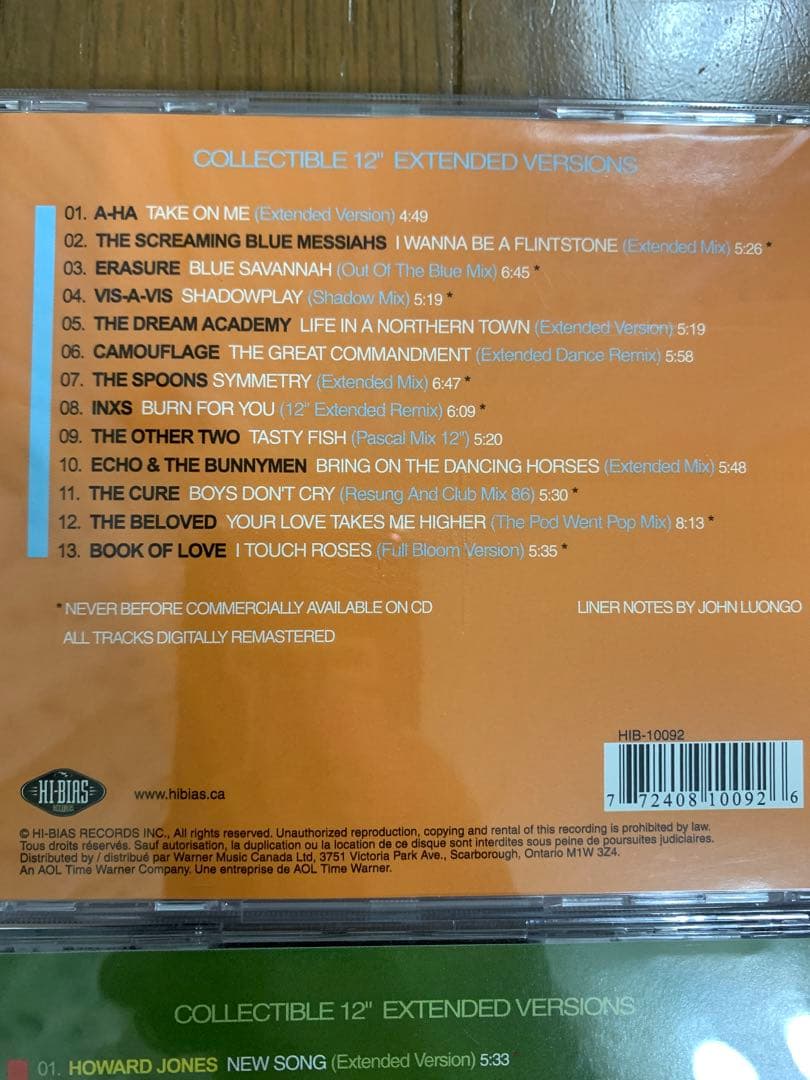 COLLECTIBLE 12" EXTENDED VERSIONS
01. A-HA TAKE ON ME (Extended Version) 4:49
02. THE SCREAMING BLUE MESSIAHS I WANNA BE A FLINTSTONE (Extended Mix) 5:26 *
03. ERASURE BLUE SAVANNAH (Out Of The Blue Mix) 6:45 *
04. VIS-A-VIS SHADOWPLAY (Shadow Mix) 5:19 *
05. THE DREAM ACADEMY LIFE IN A NORTHERN TOWN (Extended Version) 5:19
06. CAMOUFLAGE THE GREAT COMMANDMENT (Extended Dance Remix) 5:58
07. THE SPOONS SYMMETRY (Extended Mix) 6:47 *
08. INXS BURN FOR YOU (12" Extended Remix) 6:09 *
09. THE OTHER TWO TASTY FISH (Pascal Mix 12") 5:20
10. ECHO & THE BUNNYMEN BRING ON THE DANCING HORSES (Extended Mix) 5:48
11. THE CURE BOYS DON'T CRY (Resung And Club Mix 86) 5:30 *
12. THE BELOVED YOUR LOVE TAKES ME HIGHER (The Pod Went Pop Mix) 8:13 *
13. BOOK OF LOVE I TOUCH ROSES (Full Bloom Version) 5:35 *
* NEVER BEFORE COMMERCIALLY AVAILABLE ON CD LINER NOTES BY JOHN LUONGO
ALL TRACKS DIGITALLY REMASTERED
HIB-10092
7 72408 10092 6
HI-BIAS
RECORDS
www.hibias.ca
© HI-BIAS RECORDS INC., All rights reserved. Unauthorized reproduction, copying and rental of this recording is prohibited by law.
Tous droits réservés. Sauf autorisation, la duplication ou la location de ce disque sont interdites sous peine de poursuites judiciaires.
Distributed by / distribué par Warner Music Canada Ltd, 3751 Victoria Park Ave., Scarborough, Ontario M1W 3Z4.
An AOL Time Warner Company. Une entreprise de AOL Time Warner.
COLLECTIBLE 12" EXTENDED VERSIONS
01. HOWARD JONES NEW SONG (Extended Version) 5:33